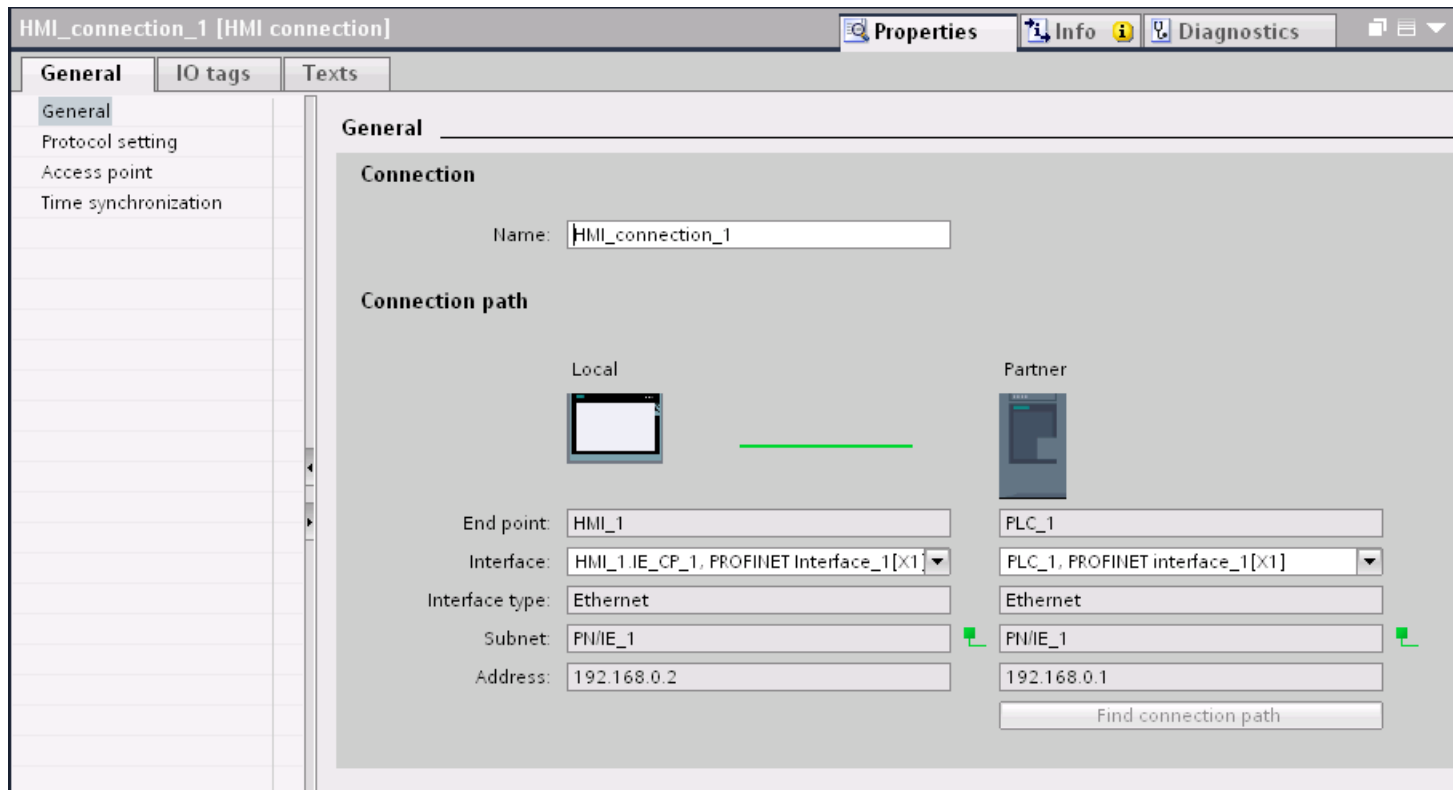 HMI_connection_1 [HMI connection]
Properties
Info
Diagnostics
General
IO tags
Texts
General
Protocol setting
Access point
Time synchronization
General
Connection
Name: HMI_connection_1
Connection path
Local Partner
End point: HMI_1 PLC_1
Interface: HMI_1.IE_CP_1, PROFINET Interface_1[X1] PLC_1, PROFINET interface_1[X1]
Interface type: Ethernet Ethernet
Subnet: PN/IE_1 PN/IE_1
Address: 192.168.0.2 192.168.0.1
Find connection path